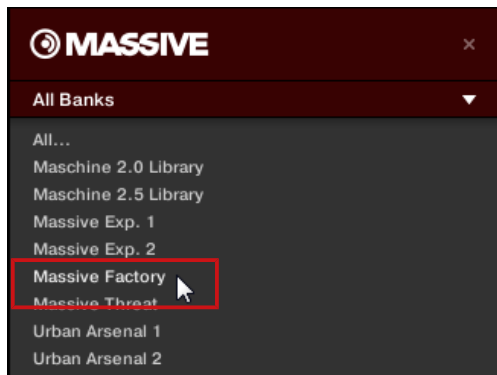 MASSIVE
All Banks
All...
Maschine 2.0 Library
Maschine 2.5 Library
Massive Exp. 1
Massive Exp. 2
Massive Factory
Massive Threat
Urban Arsenal 1
Urban Arsenal 2